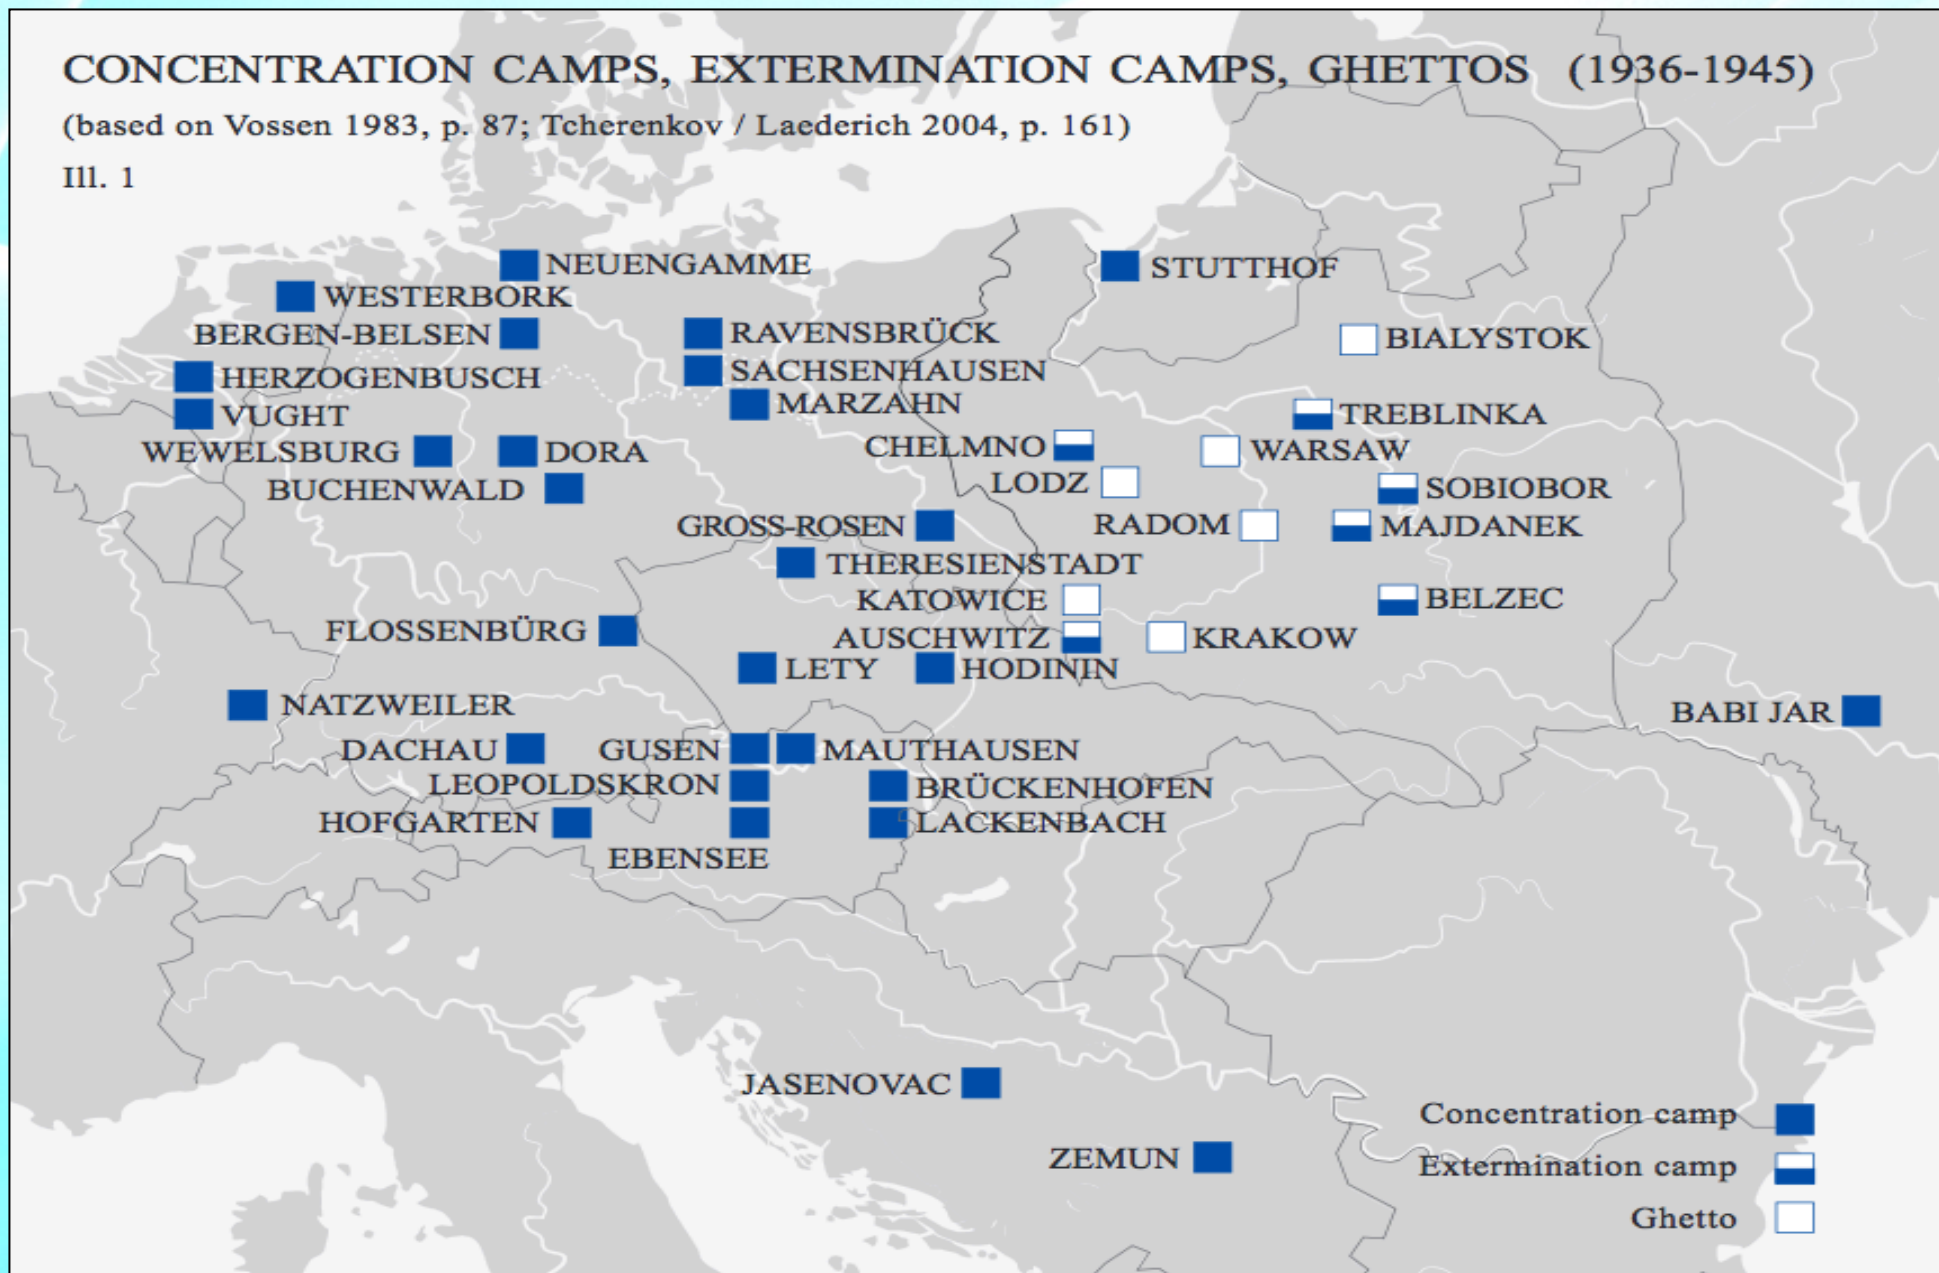 CONCENTRATION CAMPS, EXTERMINATION CAMPS, GHETTOS (1936-1945)
(based on Vossen 1983, p. 87; Tcherenkov / Laederich 2004, p. 161)
Ill. 1
NEUENGAMME
STUTTHOF
WESTERBORK
BERGEN-BELSEN
RAVENSBRÜCK
BIALYSTOK
HERZOGENBUSCH
SACHSENHAUSEN
MARZAHN
VUGHT
TREBLINKA
WEWELSBURG
DORA
CHELMNO
WARSAW
BUCHENWALD
LODZ
SOBIOBOR
GROSS-ROSEN
RADOM
MAJDANEK
THERESIENSTADT
KATOWICE
BELZEC
FLOSSENBÜRG
AUSCHWITZ
KRAKOW
LETY
HODININ
NATZWEILER
BABI JAR
DACHAU
GUSEN
MAUTHAUSEN
LEOPOLDSKRON
BRÜCKENHOFEN
HOFGARTEN
LACKENBACH
EBENSEE
JASENOVAC
ZEMUN
Concentration camp
Extermination camp
Ghetto